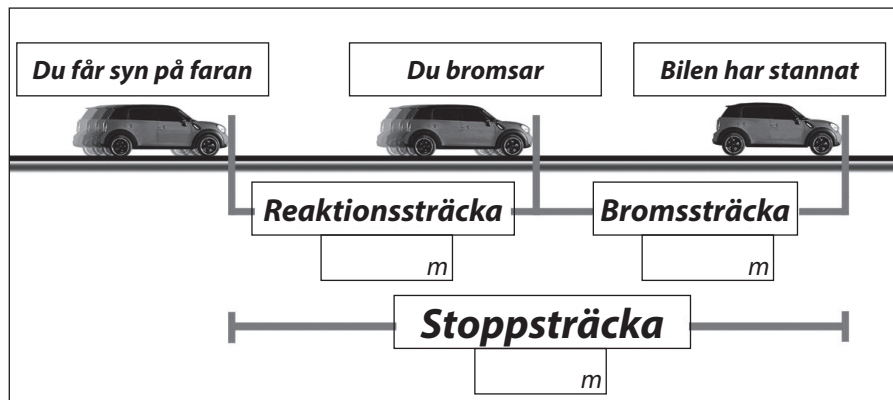 Du får syn på faran
Du bromsar
Bilen har stannat
Reaktionssträcka
Bromssträcka
m
m
Stoppsträcka
m